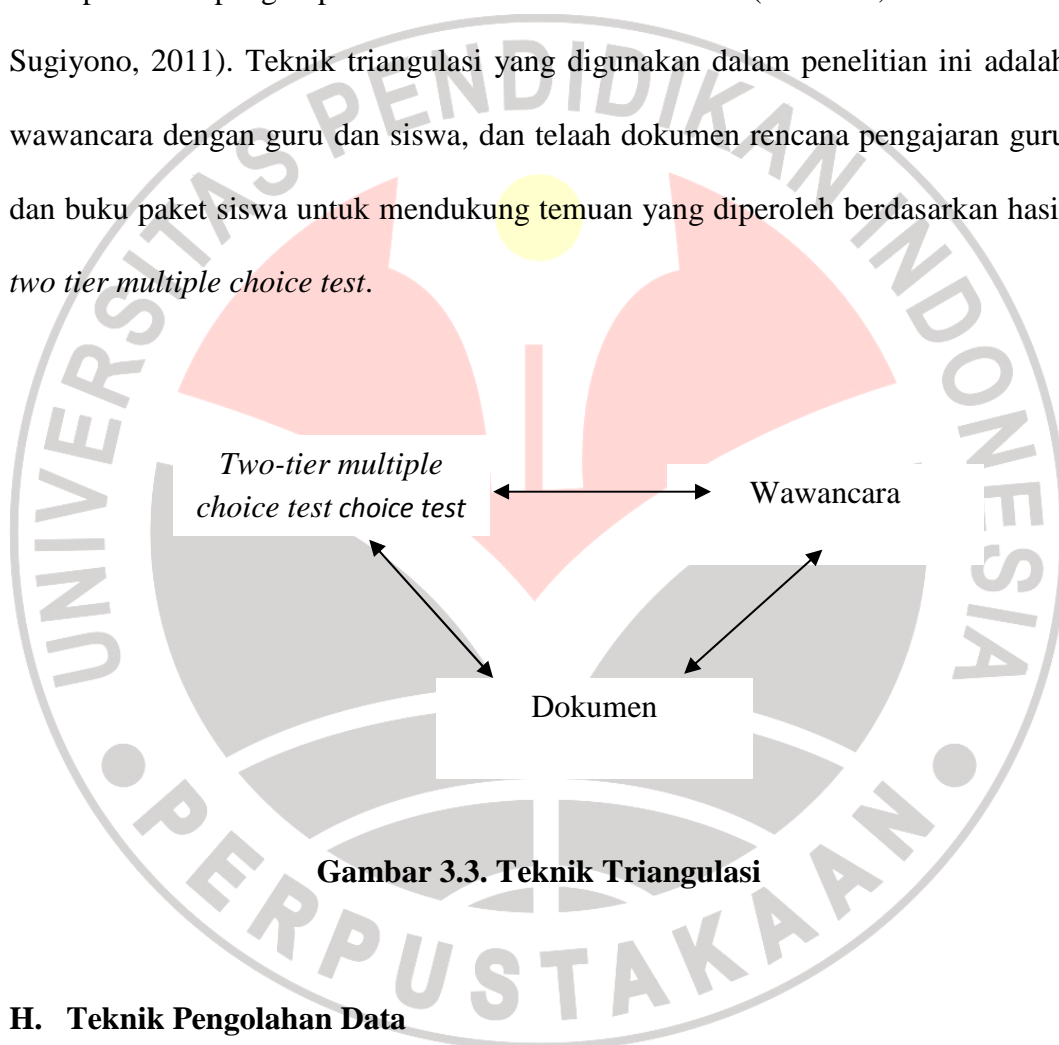 Sugiyono, 2011). Teknik triangulasi yang digunakan dalam penelitian ini adalah
wawancara dengan guru dan siswa, dan telaah dokumen rencana pengajaran guru
dan buku paket siswa untuk mendukung temuan yang diperoleh berdasarkan hasi
two tier multiple choice test.
Two-tier multiple
choice test choice test
Wawancara
Dokumen
Gambar 3.3. Teknik Triangulasi
H. Teknik Pengolahan Data
UNIVERSITAS PENDIDIKAN INDONESIA
PERPUSTAKAAN